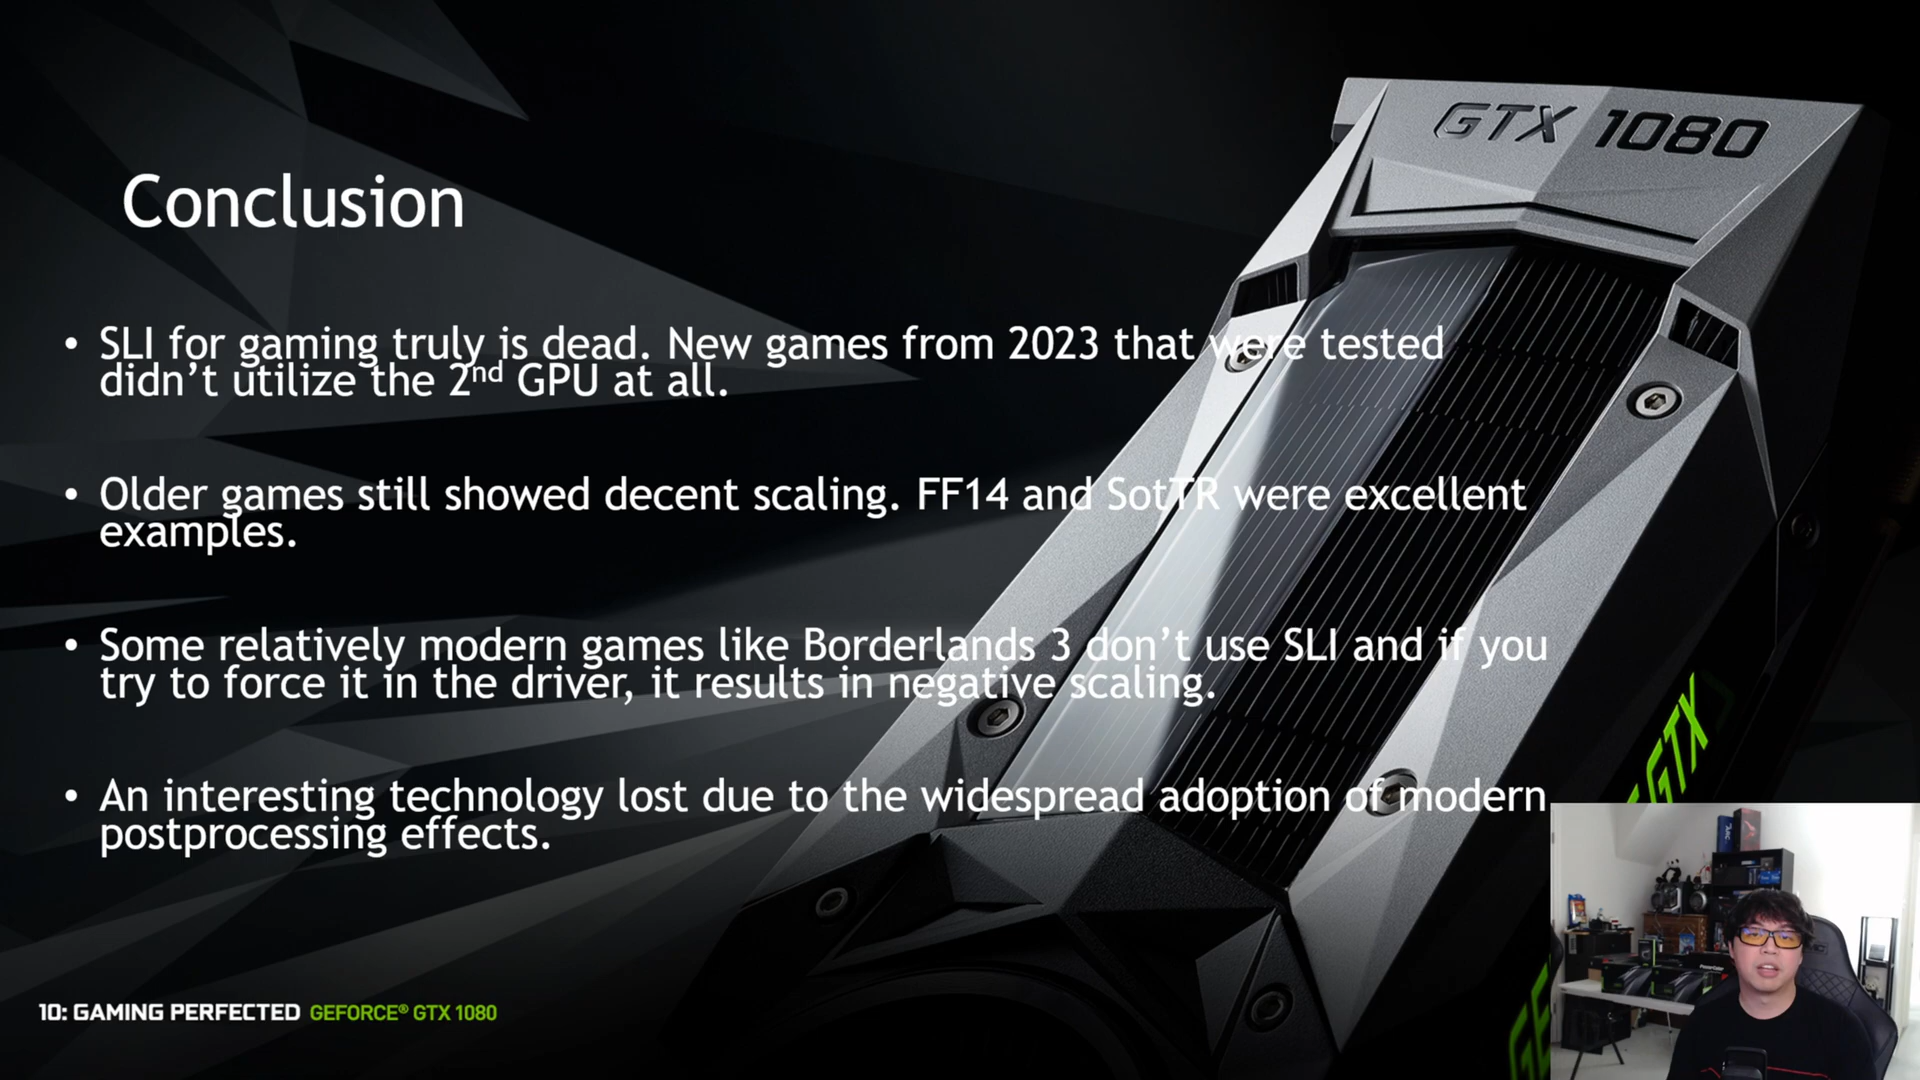 GTX 1080
Conclusion
• SLI for gaming truly is dead. New games from 2023 that were tested
didn’t utilize the 2nd GPU at all.
• Older games still showed decent scaling. FF14 and SotTR were excellent
examples.
• Some relatively modern games like Borderlands 3 don’t use SLI and if you
try to force it in the driver, it results in negative scaling.
• An interesting technology lost due to the widespread adoption of modern
postprocessing effects.
GTX
GE
10: GAMING PERFECTED GEFORCE® GTX 1080